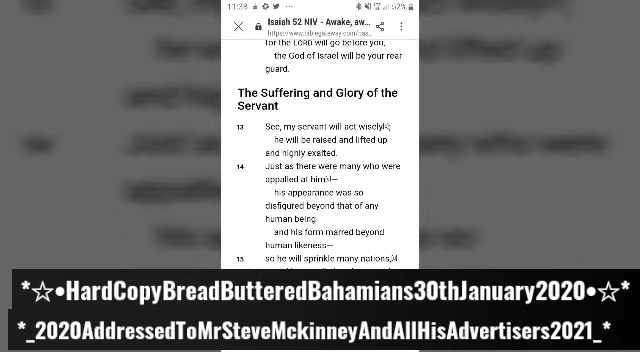 11:38
52%
Isaiah 52 NIV - Awake, aw...
https://www.biblegateway.com/pas...
for the LORD will go before you,
the God of Israel will be your rear
guard.
The Suffering and Glory of the
Servant
13 See, my servant will act wisely;
he will be raised and lifted up
and highly exalted.
14 Just as there were many who were
appalled at him—
his appearance was so
disfigured beyond that of any
human being
and his form marred beyond
human likeness—
15 so he will sprinkle many nations,
*☆•HardCopyBreadButteredBahamians30thJanuary2020•☆*
*_2020AddressedToMrSteveMckinneyAndAllHisAdvertisers2021_*